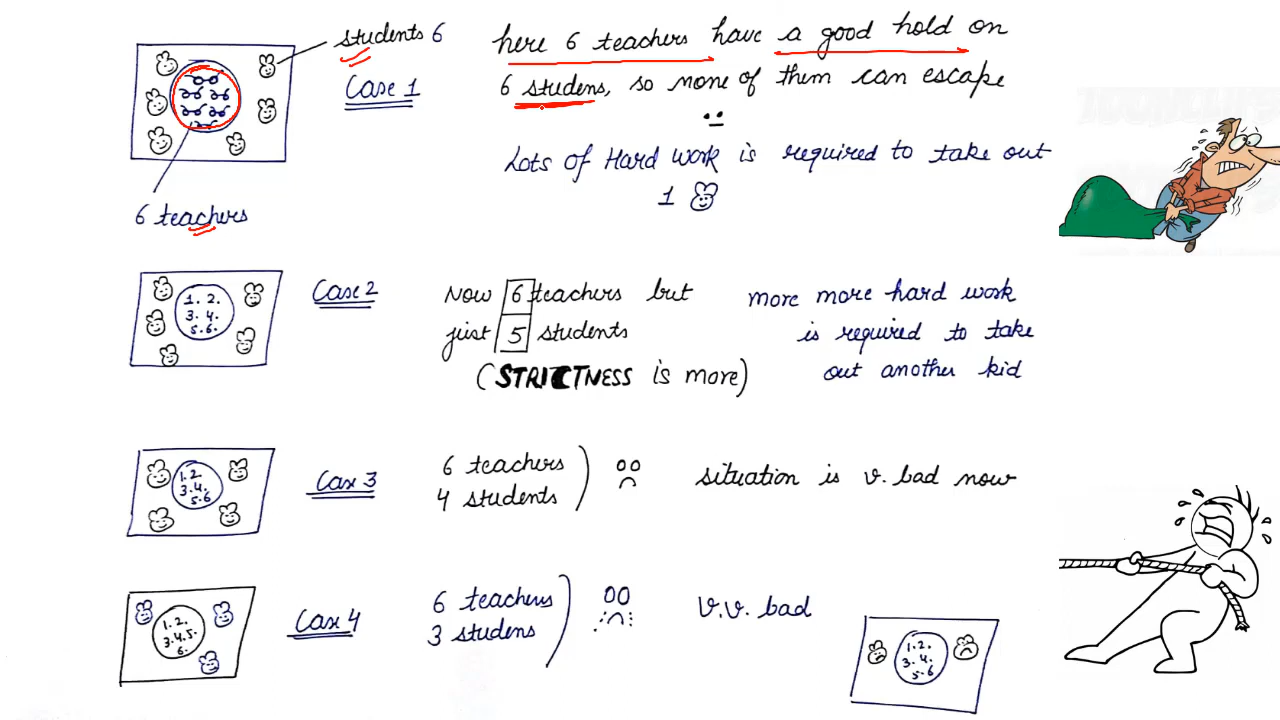 students 6
here 6 teachers have a good hold on
Case 1
6 studens, so none of them can escape
Lots of Hard work is required to take out
1
6 teachers
1. 2.
3. 4.
5. 6.
Case 2
Now 6 teachers but
just 5 students
(STRICTNESS is more)
more more hard work
is required to take
out another kid
1. 2.
3. 4.
5. 6
Case 3
6 teachers
4 students
situation is v. bad now
1. 2.
3. 4. 5.
6.
Case 4
6 teachers
3 studens
V.V. bad
1. 2.
3. 4.
5. 6